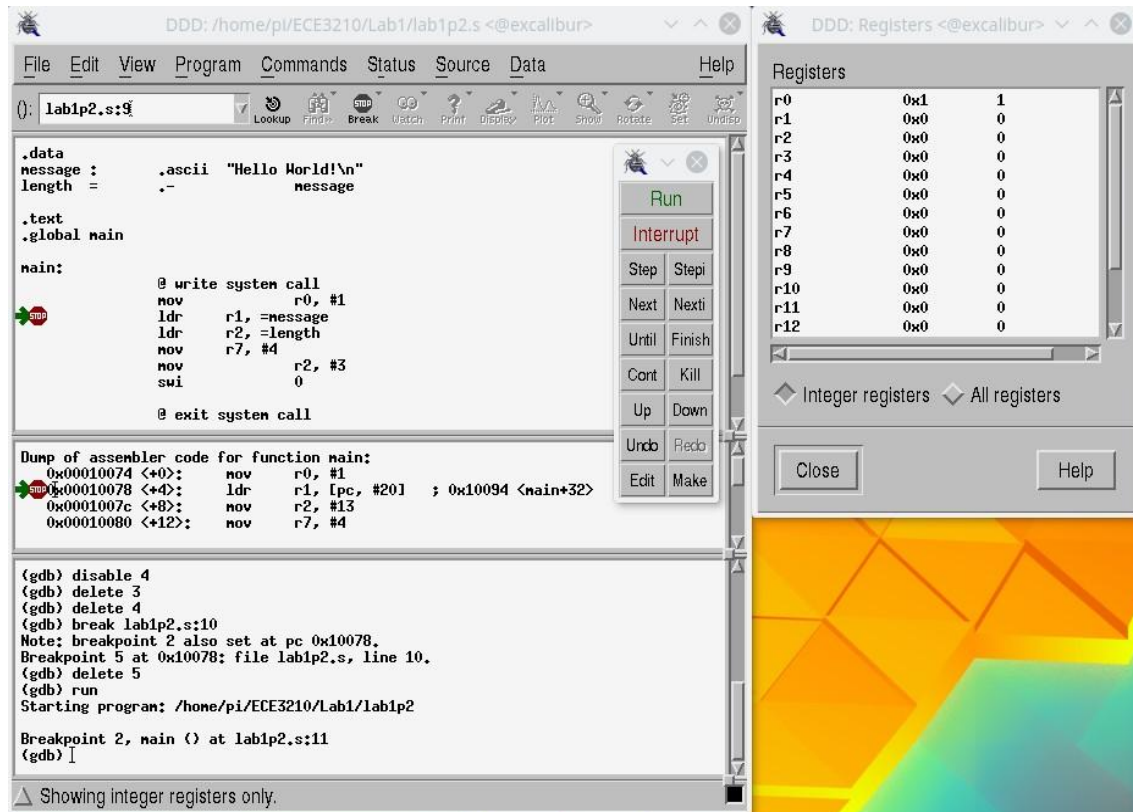 DDD: /home/pi/ECE3210/Lab1/lab1p2.s <@excalibur>
File Edit View Program Commands Status Source Data Help
(): lab1p2.s:9
Lookup Find» Break Watch Print Display Plot Show Rotate Set Undisp
.data
message : .ascii "Hello World!\n"
length = .- message
.text
.global main
main:
@ write system call
mov r0, #1
STOP ldr r1, =message
ldr r2, =length
mov r7, #4
mov r2, #3
swi 0
@ exit system call
Dump of assembler code for function main:
0x00010074 <+0>: mov r0, #1
STOP 0x00010078 <+4>: ldr r1, [pc, #20] ; 0x10094 <main+32>
0x0001007c <+8>: mov r2, #13
0x00010080 <+12>: mov r7, #4
(gdb) disable 4
(gdb) delete 3
(gdb) delete 4
(gdb) break lab1p2.s:10
Note: breakpoint 2 also set at pc 0x10078.
Breakpoint 5 at 0x10078: file lab1p2.s, line 10.
(gdb) delete 5
(gdb) run
Starting program: /home/pi/ECE3210/Lab1/lab1p2
Breakpoint 2, main () at lab1p2.s:11
(gdb)
Showing integer registers only.
Run
Interrupt
Step Stepi
Next Nexti
Until Finish
Cont Kill
Up Down
Undo Redo
Edit Make
DDD: Registers <@excalibur>
Registers
r0 0x1 1
r1 0x0 0
r2 0x0 0
r3 0x0 0
r4 0x0 0
r5 0x0 0
r6 0x0 0
r7 0x0 0
r8 0x0 0
r9 0x0 0
r10 0x0 0
r11 0x0 0
r12 0x0 0
Integer registers All registers
Close Help